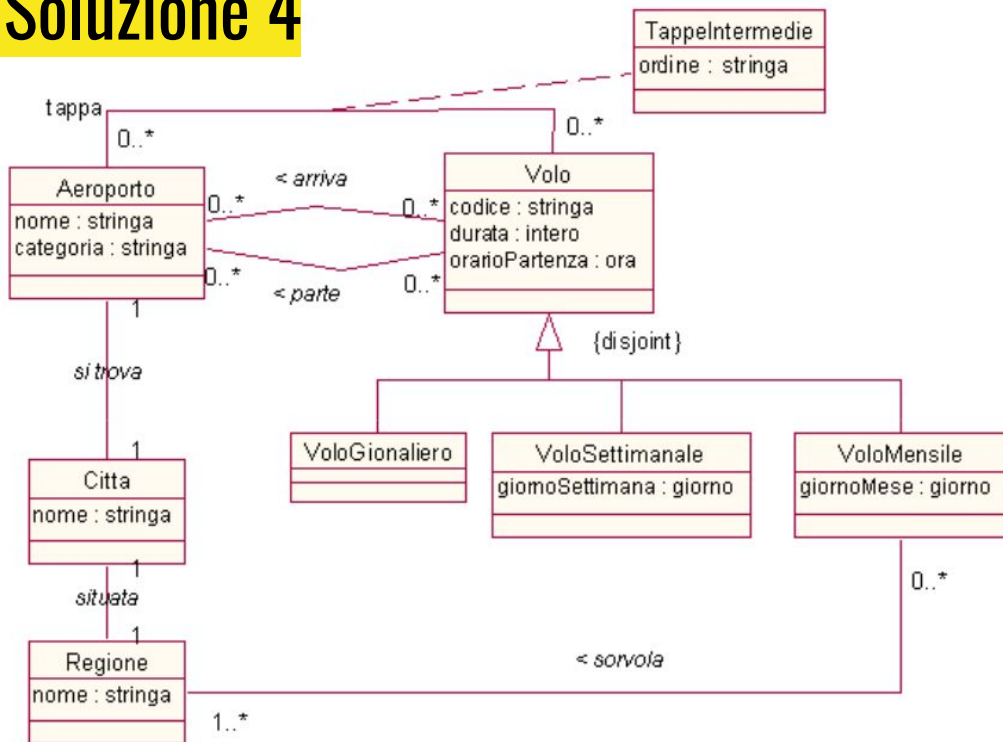 Soluzione 4
TappeIntermedie
ordine : stringa
tappa
0..*
0..*
Aeroporto
nome : stringa
categoria : stringa
< arriva
0..*
0..*
Volo
codice : stringa
durata : intero
orarioPartenza : ora
0..*
< parte
0..*
1
{disjoint}
si trova
VoloGionaliero
VoloSettimanale
giornoSettimana : giorno
VoloMensile
giornoMese : giorno
1
Citta
nome : stringa
1
situata
0..*
1
Regione
nome : stringa
< sorvola
1..*